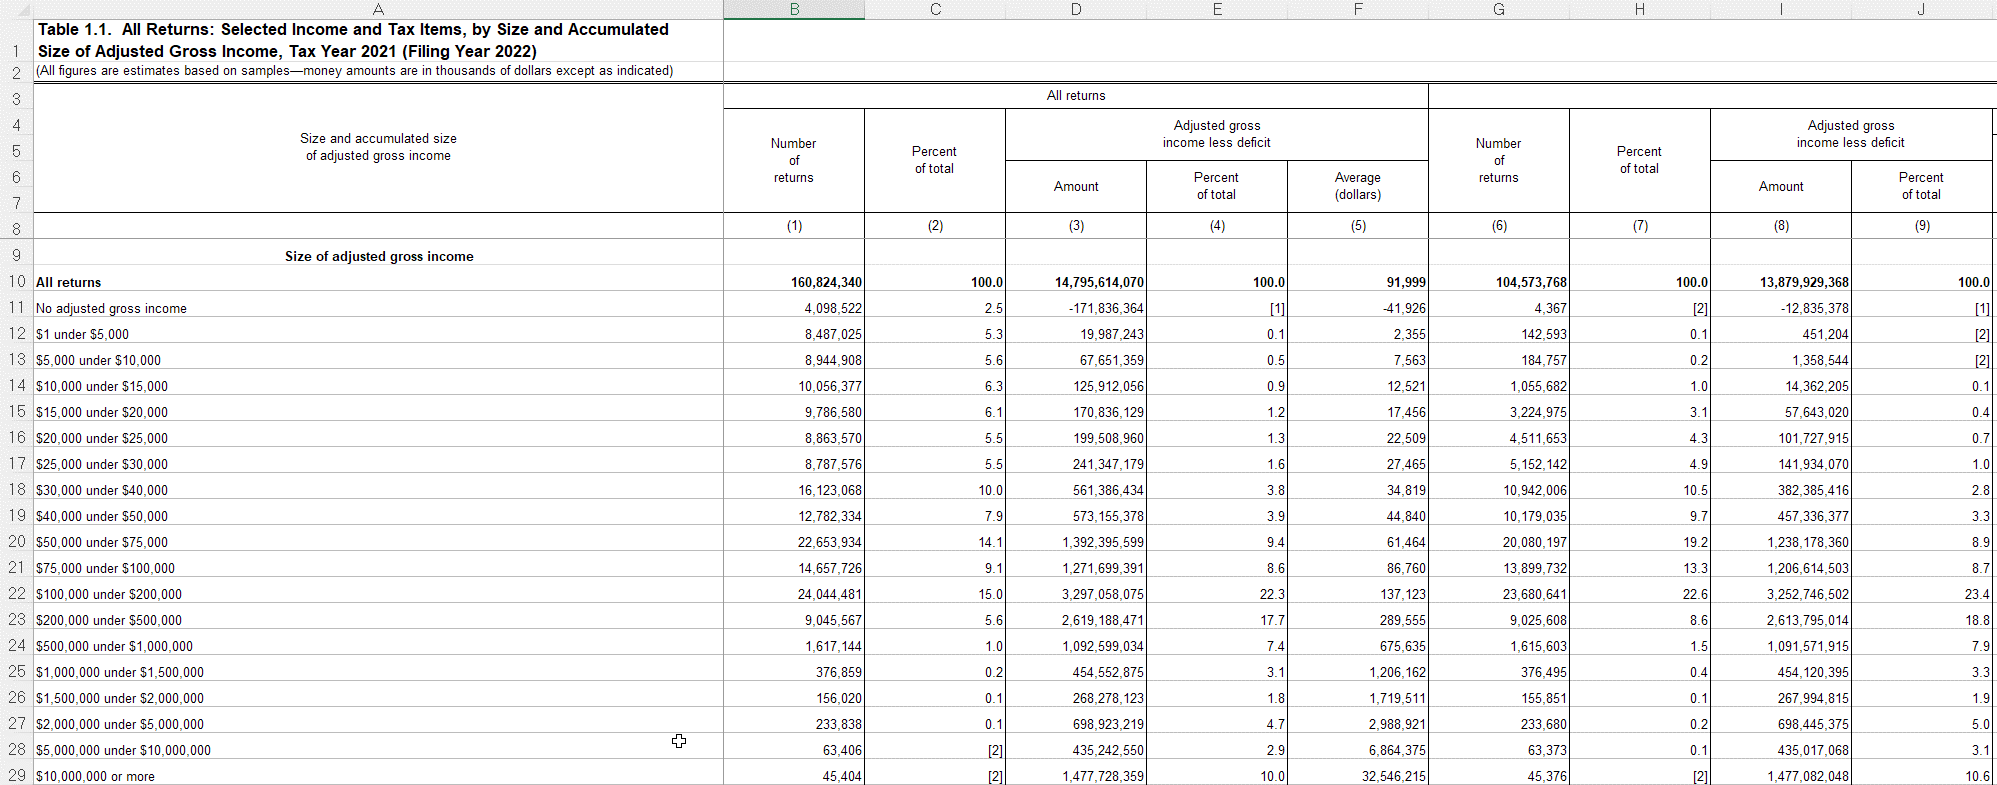 A B C D E F G H I J
1 Table 1.1. All Returns: Selected Income and Tax Items, by Size and Accumulated
Size of Adjusted Gross Income, Tax Year 2021 (Filing Year 2022)
2 (All figures are estimates based on samples—money amounts are in thousands of dollars except as indicated)
3 All returns
4 Adjusted gross Adjusted gross
Size and accumulated size Number income less deficit Number income less deficit
5 of adjusted gross income of Percent of Percent
6 returns of total Percent Average returns of total Percent
Amount Amount
7 of total (dollars) of total
8 (1) (2) (3) (4) (5) (6) (7) (8) (9)
9 Size of adjusted gross income
10 All returns 160,824,340 100.0 14,795,614,070 100.0 91,999 104,573,768 100.0 13,879,929,368 100.0
11 No adjusted gross income 4,098,522 2.5 -171,836,364 [1] -41,926 4,367 [2] -12,835,378 [1]
12 $1 under $5,000 8,487,025 5.3 19,987,243 0.1 2,355 142,593 0.1 451,204 [2]
13 $5,000 under $10,000 8,944,908 5.6 67,651,359 0.5 7,563 184,757 0.2 1,358,544 [2]
14 $10,000 under $15,000 10,056,377 6.3 125,912,056 0.9 12,521 1,055,682 1.0 14,362,205 0.1
15 $15,000 under $20,000 9,786,580 6.1 170,836,129 1.2 17,456 3,224,975 3.1 57,643,020 0.4
16 $20,000 under $25,000 8,863,570 5.5 199,508,960 1.3 22,509 4,511,653 4.3 101,727,915 0.7
17 $25,000 under $30,000 8,787,576 5.5 241,347,179 1.6 27,465 5,152,142 4.9 141,934,070 1.0
18 $30,000 under $40,000 16,123,068 10.0 561,386,434 3.8 34,819 10,942,006 10.5 382,385,416 2.8
19 $40,000 under $50,000 12,782,334 7.9 573,155,378 3.9 44,840 10,179,035 9.7 457,336,377 3.3
20 $50,000 under $75,000 22,653,934 14.1 1,392,395,599 9.4 61,464 20,080,197 19.2 1,238,178,360 8.9
21 $75,000 under $100,000 14,657,726 9.1 1,271,699,391 8.6 86,760 13,899,732 13.3 1,206,614,503 8.7
22 $100,000 under $200,000 24,044,481 15.0 3,297,058,075 22.3 137,123 23,680,641 22.6 3,252,746,502 23.4
23 $200,000 under $500,000 9,045,567 5.6 2,619,188,471 17.7 289,555 9,025,608 8.6 2,613,795,014 18.8
24 $500,000 under $1,000,000 1,617,144 1.0 1,092,599,034 7.4 675,635 1,615,603 1.5 1,091,571,915 7.9
25 $1,000,000 under $1,500,000 376,859 0.2 454,552,875 3.1 1,206,162 376,495 0.4 454,120,395 3.3
26 $1,500,000 under $2,000,000 156,020 0.1 268,278,123 1.8 1,719,511 155,851 0.1 267,994,815 1.9
27 $2,000,000 under $5,000,000 233,838 0.1 698,923,219 4.7 2,988,921 233,680 0.2 698,445,375 5.0
28 $5,000,000 under $10,000,000 63,406 [2] 435,242,550 2.9 6,864,375 63,373 0.1 435,017,068 3.1
29 $10,000,000 or more 45,404 [2] 1,477,728,359 10.0 32,546,215 45,376 [2] 1,477,082,048 10.6